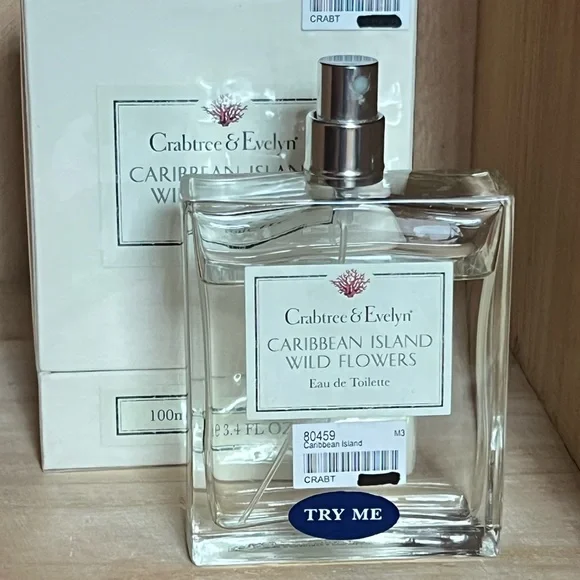 CRABT
Crabtree & Evelyn®
CARIBBEAN ISLAN
WI
100m
e 3.4 FL OZ
Crabtree & Evelyn®
CARIBBEAN ISLAND
WILD FLOWERS
Eau de Toilette
80459 M3
Caribbean Island
CRABT
TRY ME